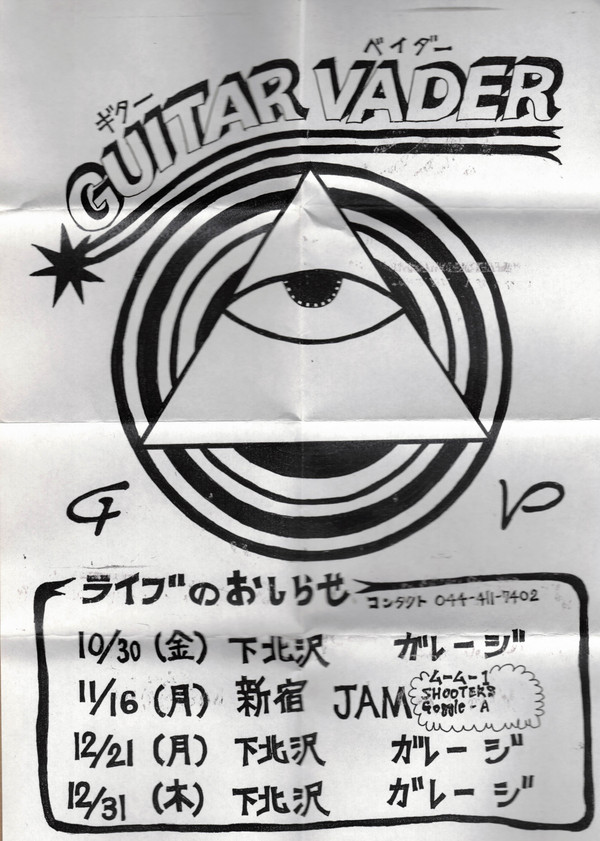 ギター ベイダー
GUITAR VADER
G V
ライブのおしらせ コンタクト 044-411-7402
10/30 (金) 下北沢 ガレージ
11/16 (月) 新宿 JAM
ムームー1
SHOOTERS
Goggle-A
12/21 (月) 下北沢 ガレージ
12/31 (木) 下北沢 ガレージ